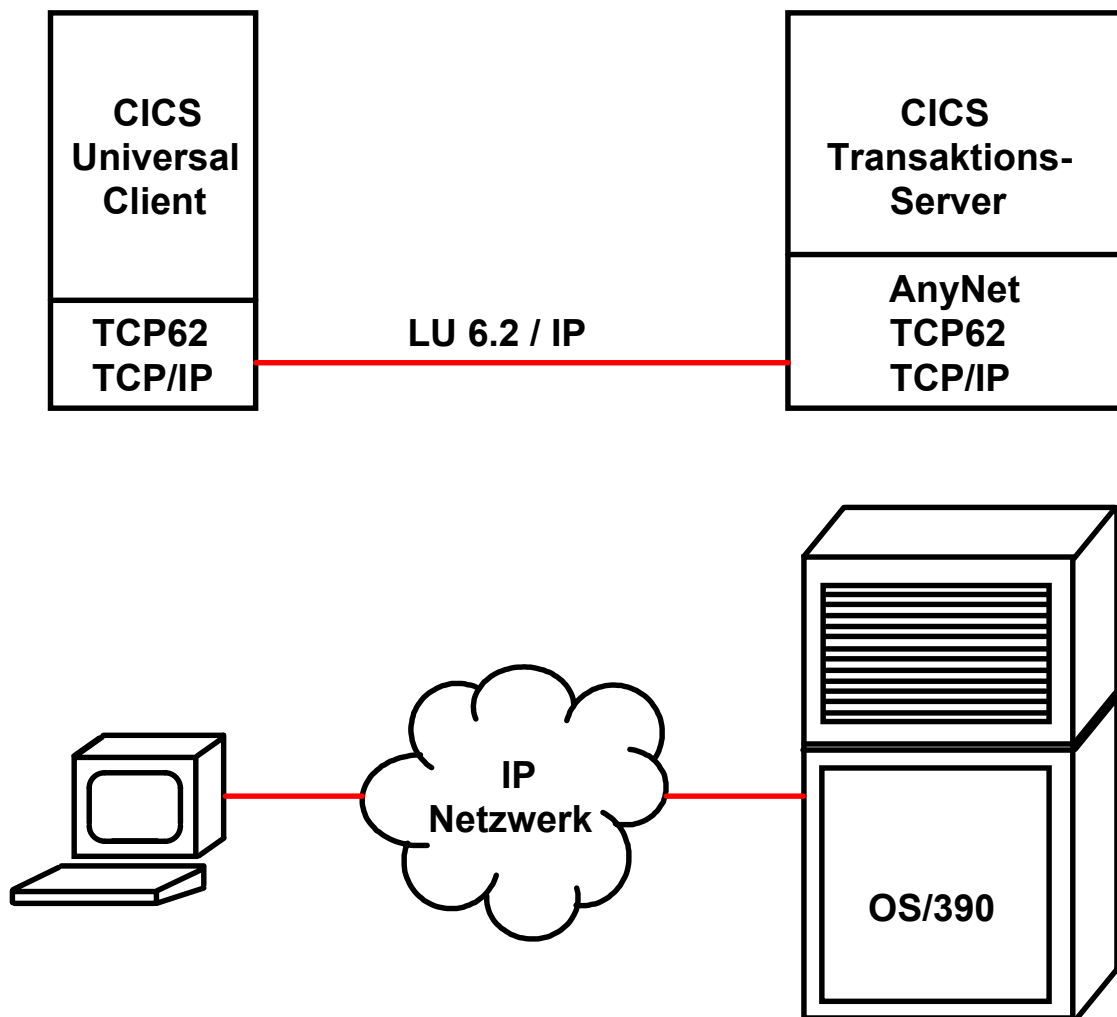 CICS
Universal
Client
TCP62
TCP/IP
LU 6.2 / IP
CICS
Transaktions-
Server
AnyNet
TCP62
TCP/IP
IP
Netzwerk
OS/390